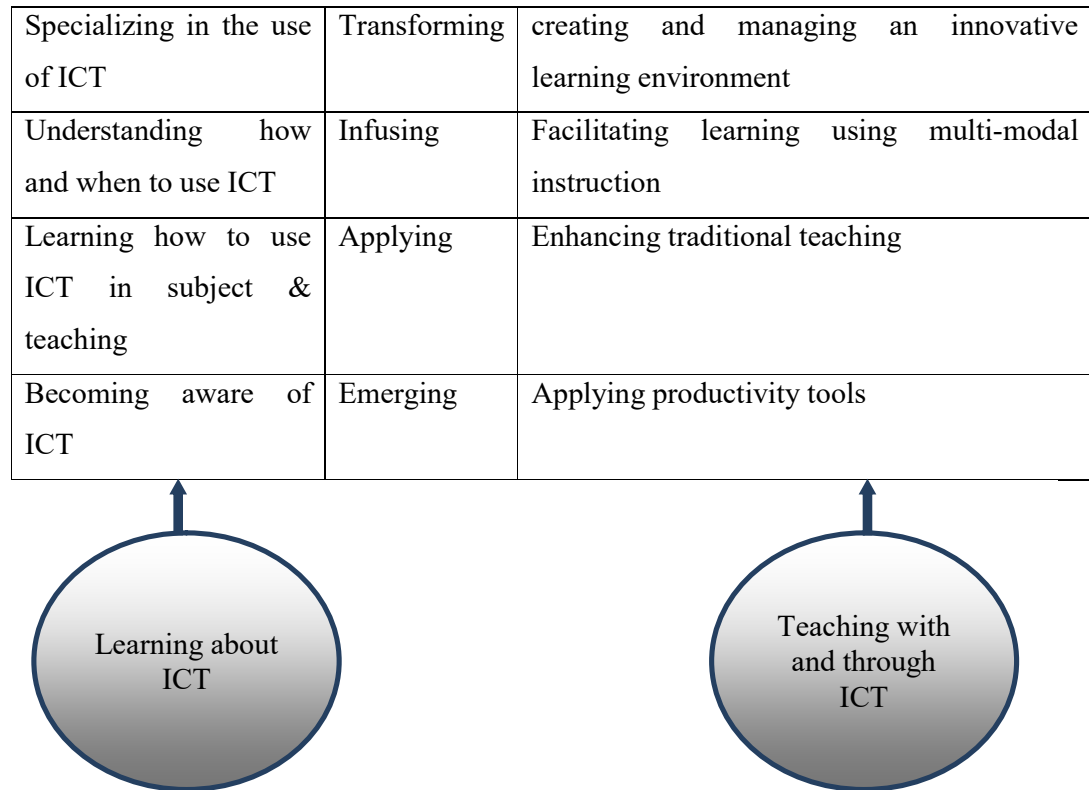 Specializing in the use Transforming creating and managing an innovative
of ICT learning environment
Understanding how Infusing Facilitating learning using multi-modal
and when to use ICT instruction
Learning how to use Applying Enhancing traditional teaching
ICT in subject &
teaching
Becoming aware of Emerging Applying productivity tools
ICT
Learning about
ICT
Teaching with
and through
ICT